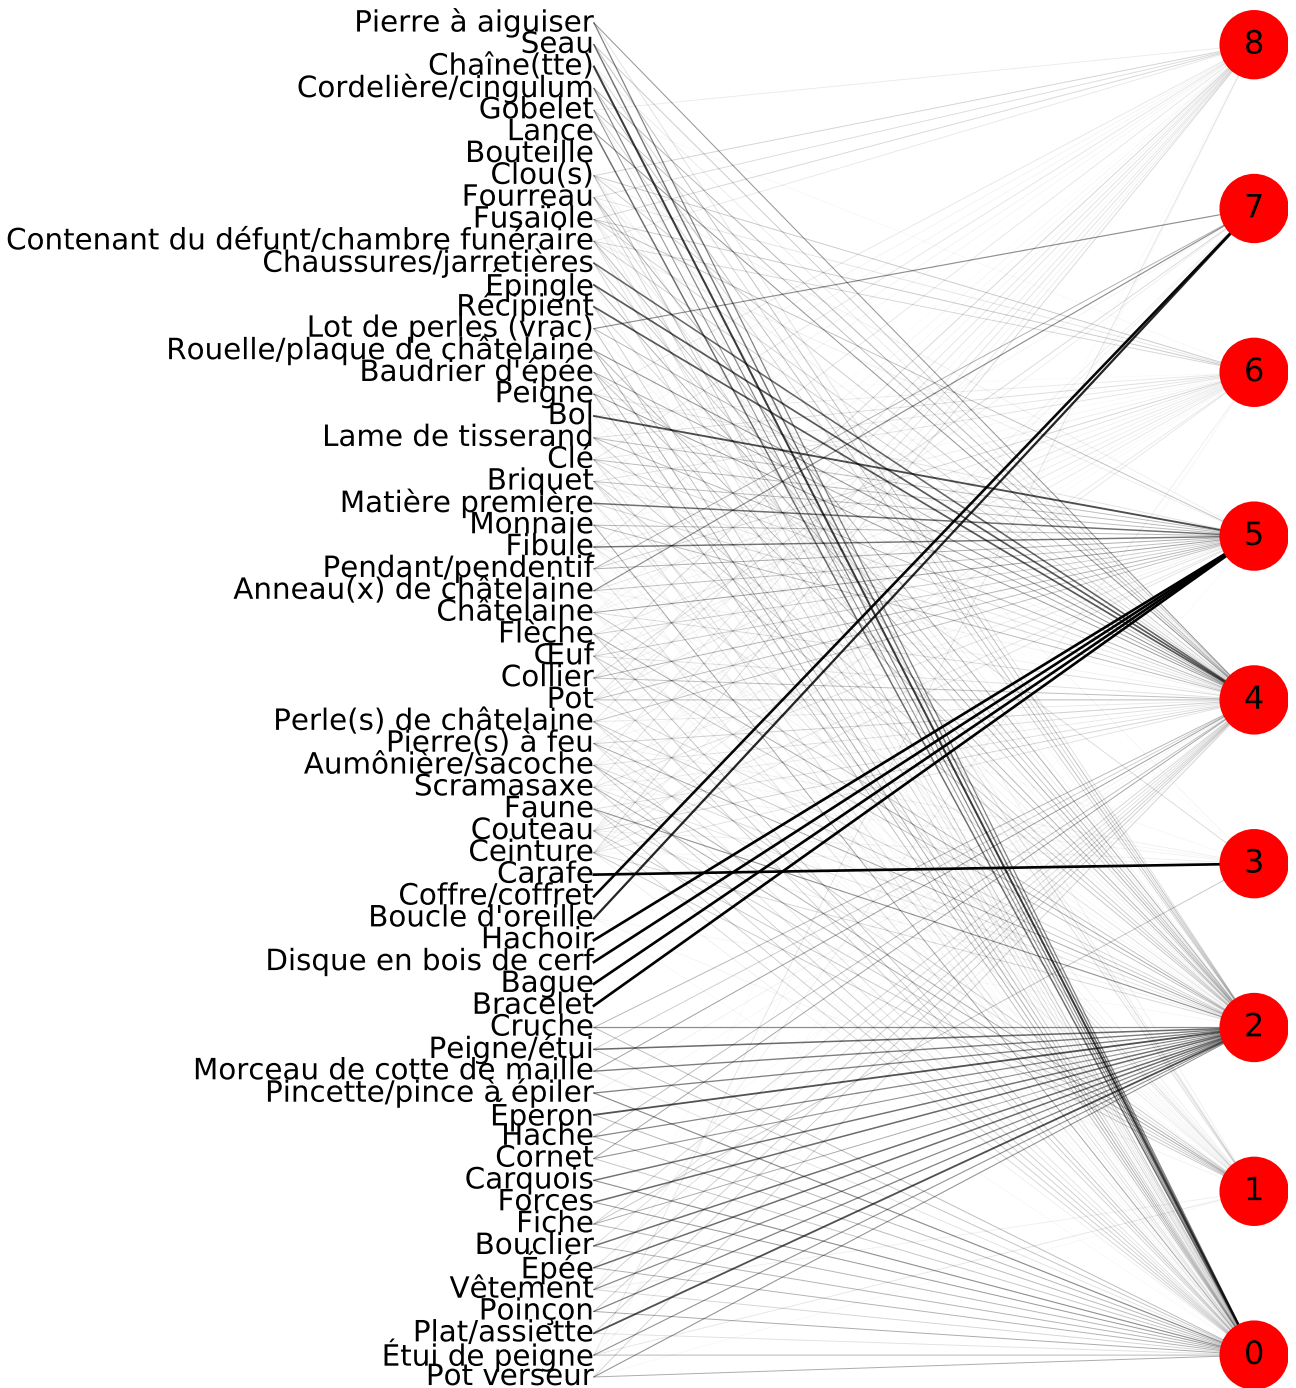 Pierre à aiguiser
Seau
Chaîne(tte)
Cordelière/cingulum
Gobelet
Lance
Bouteille
Clou(s)
Fourreau
Fusaïole
Contenant du défunt/chambre funéraire
Chaussures/jarretières
Épingle
Récipient
Lot de perles (vrac)
Rouelle/plaque de châtelaine
Baudrier d'épée
Peigne
Bol
Lame de tisserand
Clé
Briquet
Matière première
Monnaie
Fibule
Pendant/pendentif
Anneau(x) de châtelaine
Châtelaine
Flèche
Œuf
Collier
Pot
Perle(s) de châtelaine
Pierre(s) à feu
Aumônière/sacoche
Scramasaxe
Faune
Couteau
Ceinture
Carafe
Coffre/coffret
Boucle d'oreille
Hachoir
Disque en bois de cerf
Bague
Bracelet
Cruche
Peigne/étui
Morceau de cotte de maille
Pincette/pince à épiler
Éperon
Hache
Cornet
Carquois
Forces
Fiche
Bouclier
Épée
Vêtement
Poinçon
Plat/assiette
Étui de peigne
Pot verseur
8
7
6
5
4
3
2
1
0